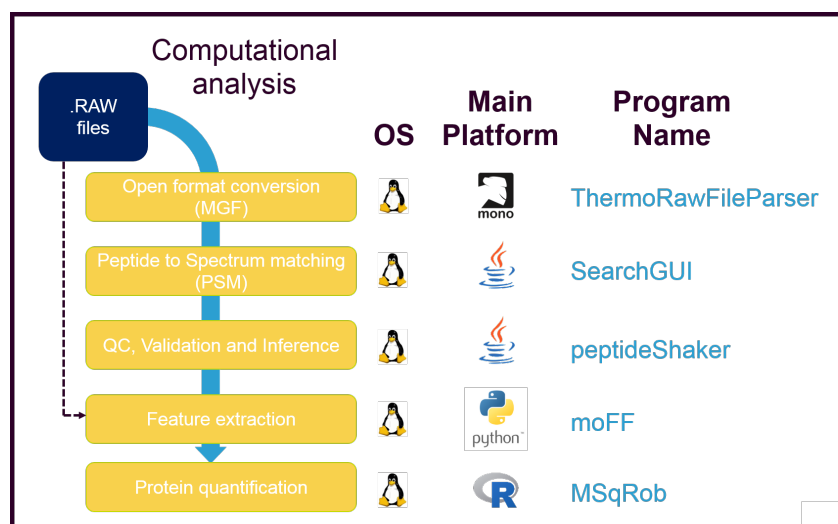 Computational
analysis
.RAW
files
OS
Main
Platform
Program
Name
Open format conversion
(MGF)
mono
ThermoRawFileParser
Peptide to Spectrum matching
(PSM)
SearchGUI
QC, Validation and Inference
peptideShaker
Feature extraction
python™
moFF
Protein quantification
R
MSqRob